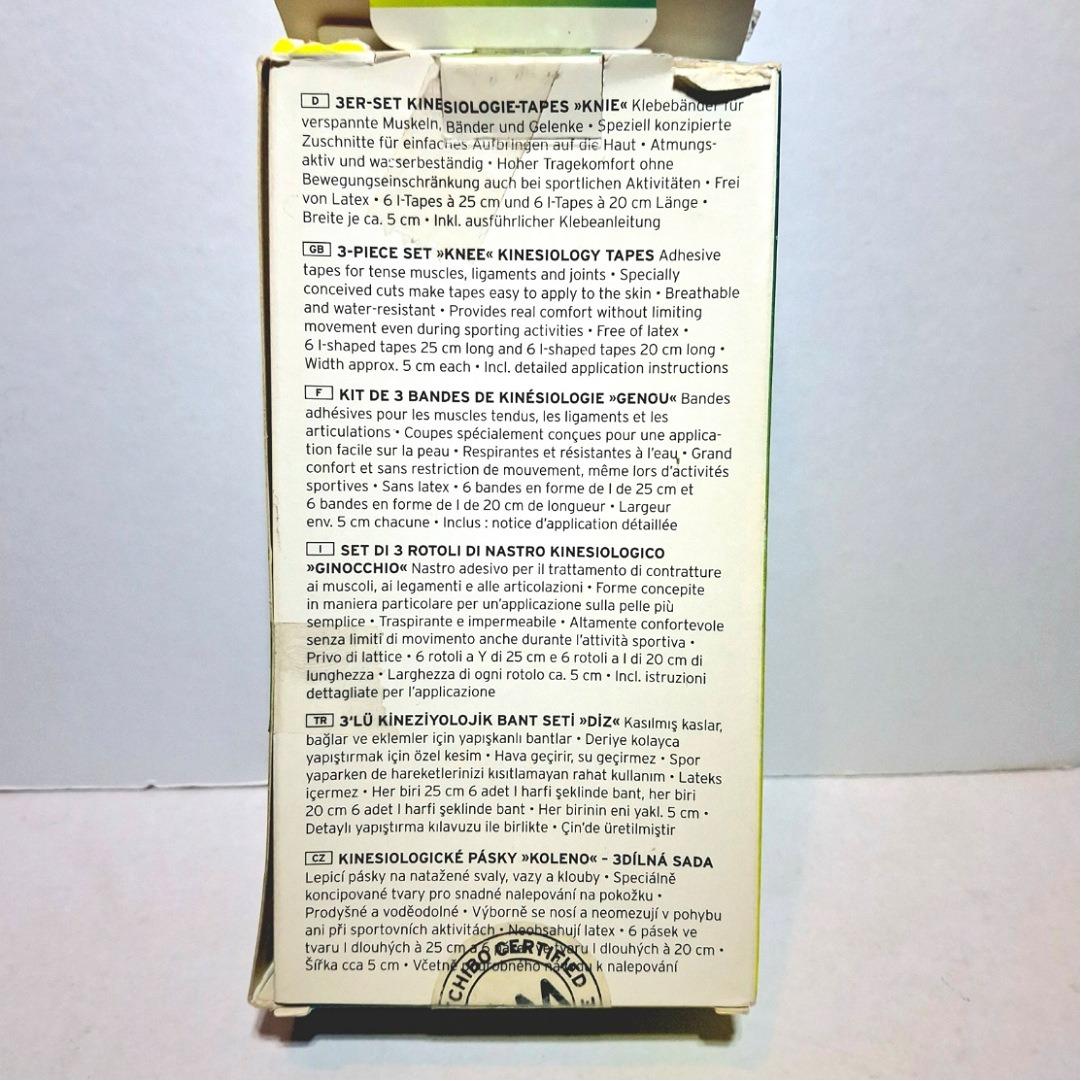 D 3ER-SET KINESIOLOGIE-TAPES »KNIE« Klebebänder für
verspannte Muskeln, Bänder und Gelenke • Speziell konzipierte
Zuschnitte für einfaches Aufbringen auf die Haut • Atmungs-
aktiv und wasserbeständig • Hoher Tragekomfort ohne
Bewegungseinschränkung auch bei sportlichen Aktivitäten • Frei
von Latex • 6 I-Tapes à 25 cm und 6 I-Tapes à 20 cm Länge •
Breite je ca. 5 cm • Inkl. ausführlicher Klebeanleitung
GB 3-PIECE SET »KNEE« KINESIOLOGY TAPES Adhesive
tapes for tense muscles, ligaments and joints • Specially
conceived cuts make tapes easy to apply to the skin • Breathable
and water-resistant • Provides real comfort without limiting
movement even during sporting activities • Free of latex •
6 I-shaped tapes 25 cm long and 6 I-shaped tapes 20 cm long •
Width approx. 5 cm each • Incl. detailed application instructions
F KIT DE 3 BANDES DE KINÉSIOLOGIE »GENOU« Bandes
adhésives pour les muscles tendus, les ligaments et les
articulations • Coupes spécialement conçues pour une applica-
tion facile sur la peau • Respirantes et résistantes à l'eau • Grand
confort et sans restriction de mouvement, même lors d'activités
sportives • Sans latex • 6 bandes en forme de I de 25 cm et
6 bandes en forme de I de 20 cm de longueur • Largeur
env. 5 cm chacune • Inclus : notice d'application détaillée
I SET DI 3 ROTOLI DI NASTRO KINESIOLOGICO
»GINOCCHIO« Nastro adesivo per il trattamento di contratture
ai muscoli, ai legamenti e alle articolazioni • Forme concepite
in maniera particolare per un'applicazione sulla pelle più
semplice • Traspirante e impermeabile • Altamente confortevole
senza limiti di movimento anche durante l'attività sportiva •
Privo di lattice • 6 rotoli a Y di 25 cm e 6 rotoli a I di 20 cm di
lunghezza • Larghezza di ogni rotolo ca. 5 cm • Incl. istruzioni
dettagliate per l'applicazione
TR 3'LÜ KİNEZİYOLOJİK BANT SETİ »DİZ« Kasılmış kaslar,
bağlar ve eklemler için yapışkanlı bantlar • Deriye kolayca
yapıştırmak için özel kesim • Hava geçirir, su geçirmez • Spor
yaparken de hareketlerinizi kısıtlamayan rahat kullanım • Lateks
içermez • Her biri 25 cm 6 adet I harfi şeklinde bant, her biri
20 cm 6 adet I harfi şeklinde bant • Her birinin eni yakl. 5 cm •
Detaylı yapıştırma kılavuzu ile birlikte • Çin'de üretilmiştir
CZ KINESIOLOGICKÉ PÁSKY »KOLENO« – 3DÍLNÁ SADA
Lepicí pásky na natažené svaly, vazy a klouby • Speciálně
koncipované tvary pro snadné nalepování na pokožku •
Prodyšné a voděodolné • Výborně se nosí a neomezují v pohybu
ani při sportovních aktivitách • Neobsahují latex • 6 pásek ve
tvaru I dlouhých à 25 cm a 6 pásek ve tvaru I dlouhých à 20 cm •
Šířka cca 5 cm • Včetně podrobného návodu k nalepování
CHIBO CERTIFIED